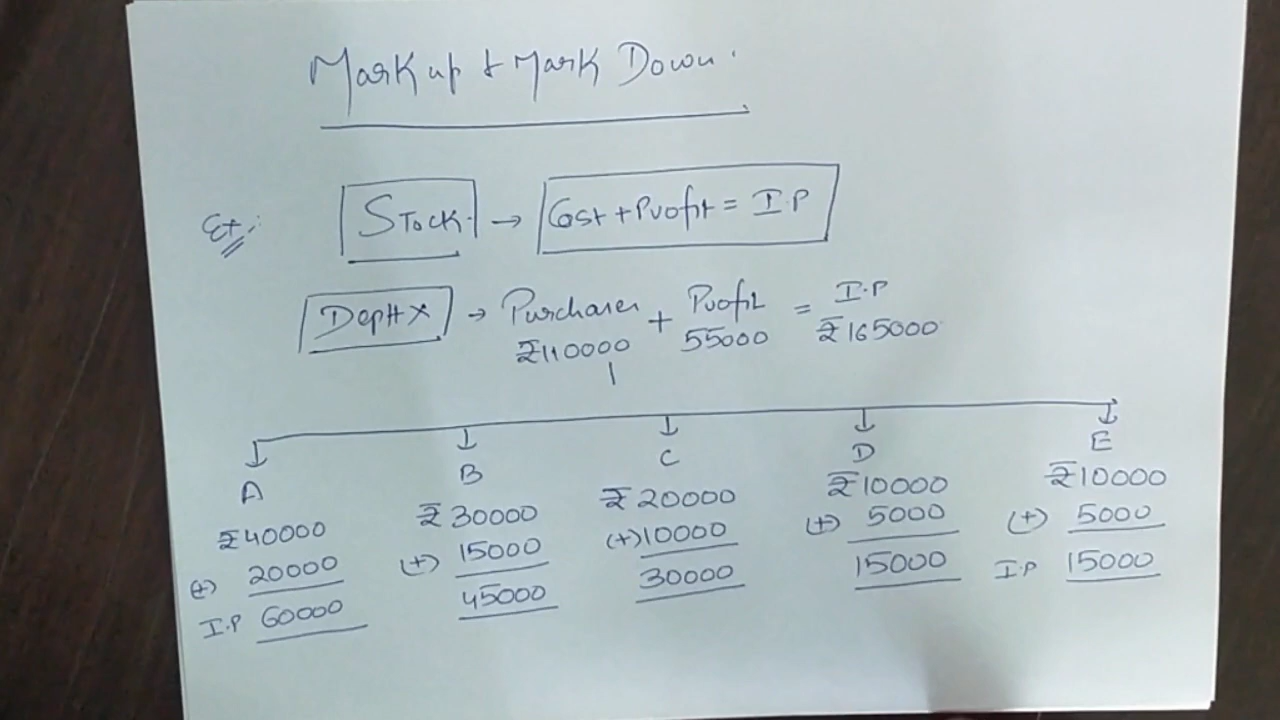 Mark up & Mark Down.
Ex:- STOCK → Cost + Profit = I.P
Dept X → Purchases + Profit = I.P
₹110000 55000 ₹165000
A B C D E
₹40000 ₹30000 ₹20000 ₹10000 ₹10000
(+) 20000 (+) 15000 (+) 10000 (+) 5000 (+) 5000
I.P 60000 45000 30000 15000 I.P 15000